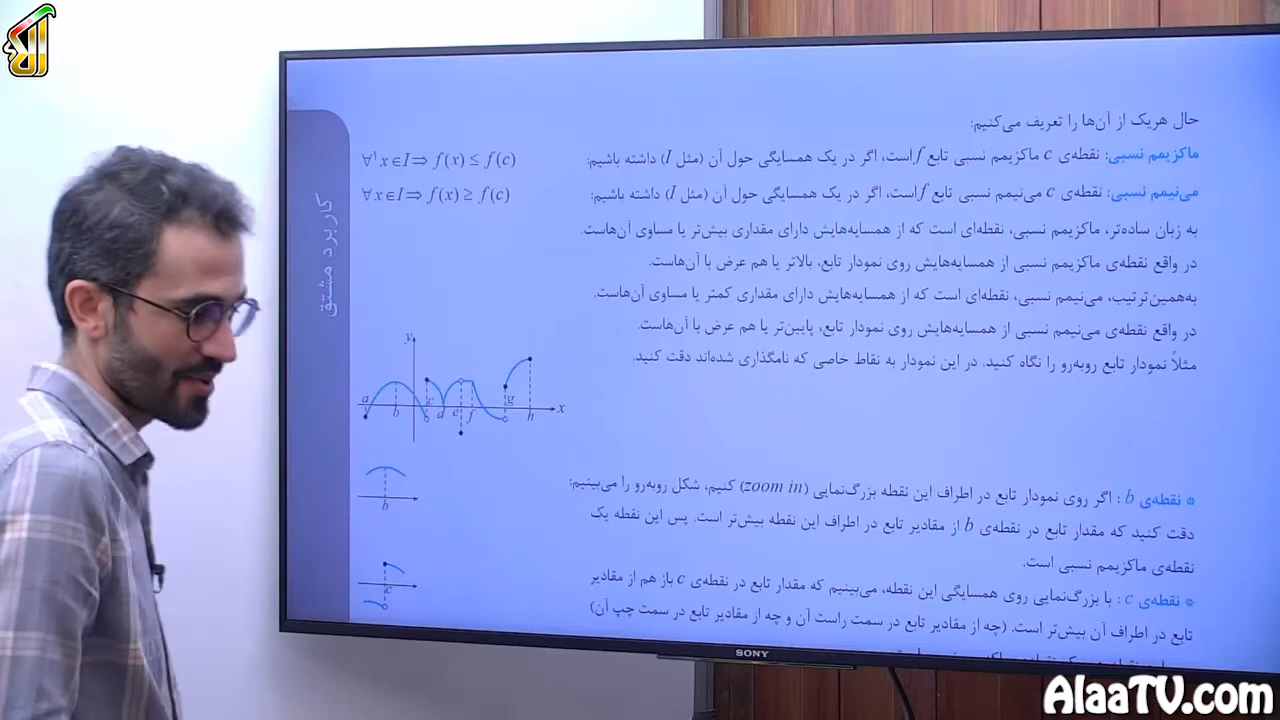 حال هریک از آن‌ها را تعریف می‌کنیم:
ماکزیمم نسبی: نقطه‌ی c ماکزیمم نسبی تابع f است، اگر در یک همسایگی حول آن (مثل I) داشته باشیم: ∀¹x∈I⇒f(x) ≤ f(c)
می‌نیمم نسبی: نقطه‌ی c می‌نیمم نسبی تابع f است، اگر در یک همسایگی حول آن (مثل I) داشته باشیم: ∀x∈I⇒f(x) ≥ f(c)
به زبان ساده‌تر، ماکزیمم نسبی، نقطه‌ای است که از همسایه‌هایش دارای مقداری بیش‌تر یا مساوی آن‌هاست.
در واقع نقطه‌ی ماکزیمم نسبی از همسایه‌هایش روی نمودار تابع، بالاتر یا هم عرض با آن‌هاست.
به‌همین‌ترتیب، می‌نیمم نسبی، نقطه‌ای است که از همسایه‌هایش دارای مقداری کمتر یا مساوی آن‌هاست.
در واقع نقطه‌ی می‌نیمم نسبی از همسایه‌هایش روی نمودار تابع، پایین‌تر یا هم عرض با آن‌هاست.
مثلاً نمودار تابع روبه‌رو را نگاه کنید. در این نمودار به نقاط خاصی که نامگذاری شده‌اند دقت کنید.
y
a b c d e f g h x
* نقطه‌ی b : اگر روی نمودار تابع در اطراف این نقطه بزرگ‌نمایی (zoom in) کنیم، شکل روبه‌رو را می‌بینیم:
دقت کنید که مقدار تابع در نقطه‌ی b از مقادیر تابع در اطراف این نقطه بیش‌تر است. پس این نقطه یک
نقطه‌ی ماکزیمم نسبی است.
b
* نقطه‌ی c : با بزرگ‌نمایی روی همسایگی این نقطه، می‌بینیم که مقدار تابع در نقطه‌ی c باز هم از مقادیر
تابع در اطراف آن بیش‌تر است. (چه از مقادیر تابع در سمت راست آن و چه از مقادیر تابع در سمت چپ آن)
c
کاربرد مشتق
SONY
AlaaTV.com